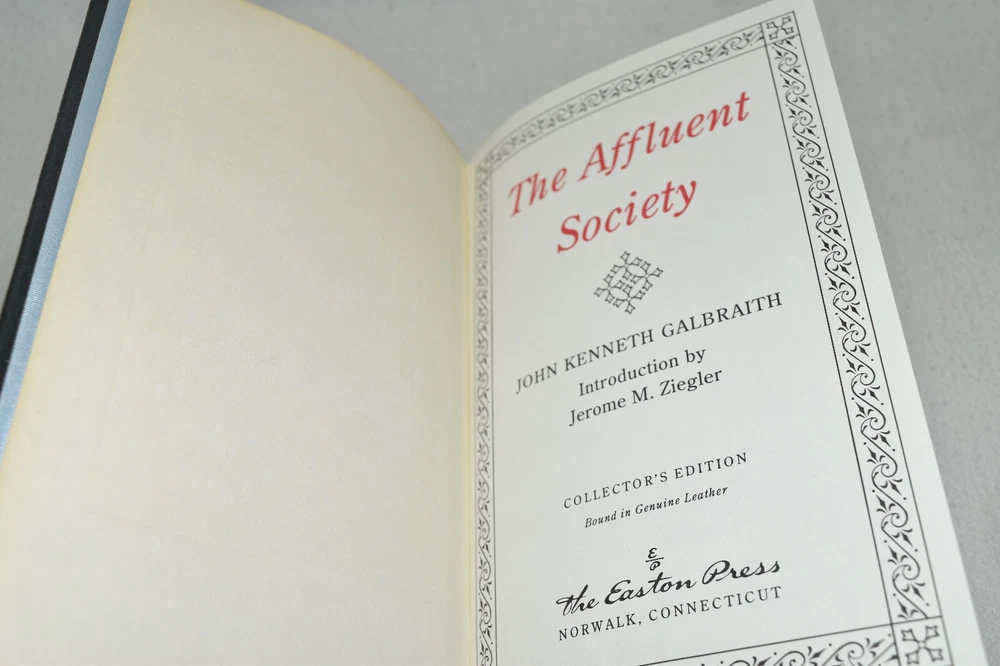 The Affluent
Society
JOHN KENNETH GALBRAITH
Introduction by
Jerome M. Ziegler
COLLECTOR'S EDITION
Bound in Genuine Leather
E
P
the Easton Press
NORWALK, CONNECTICUT